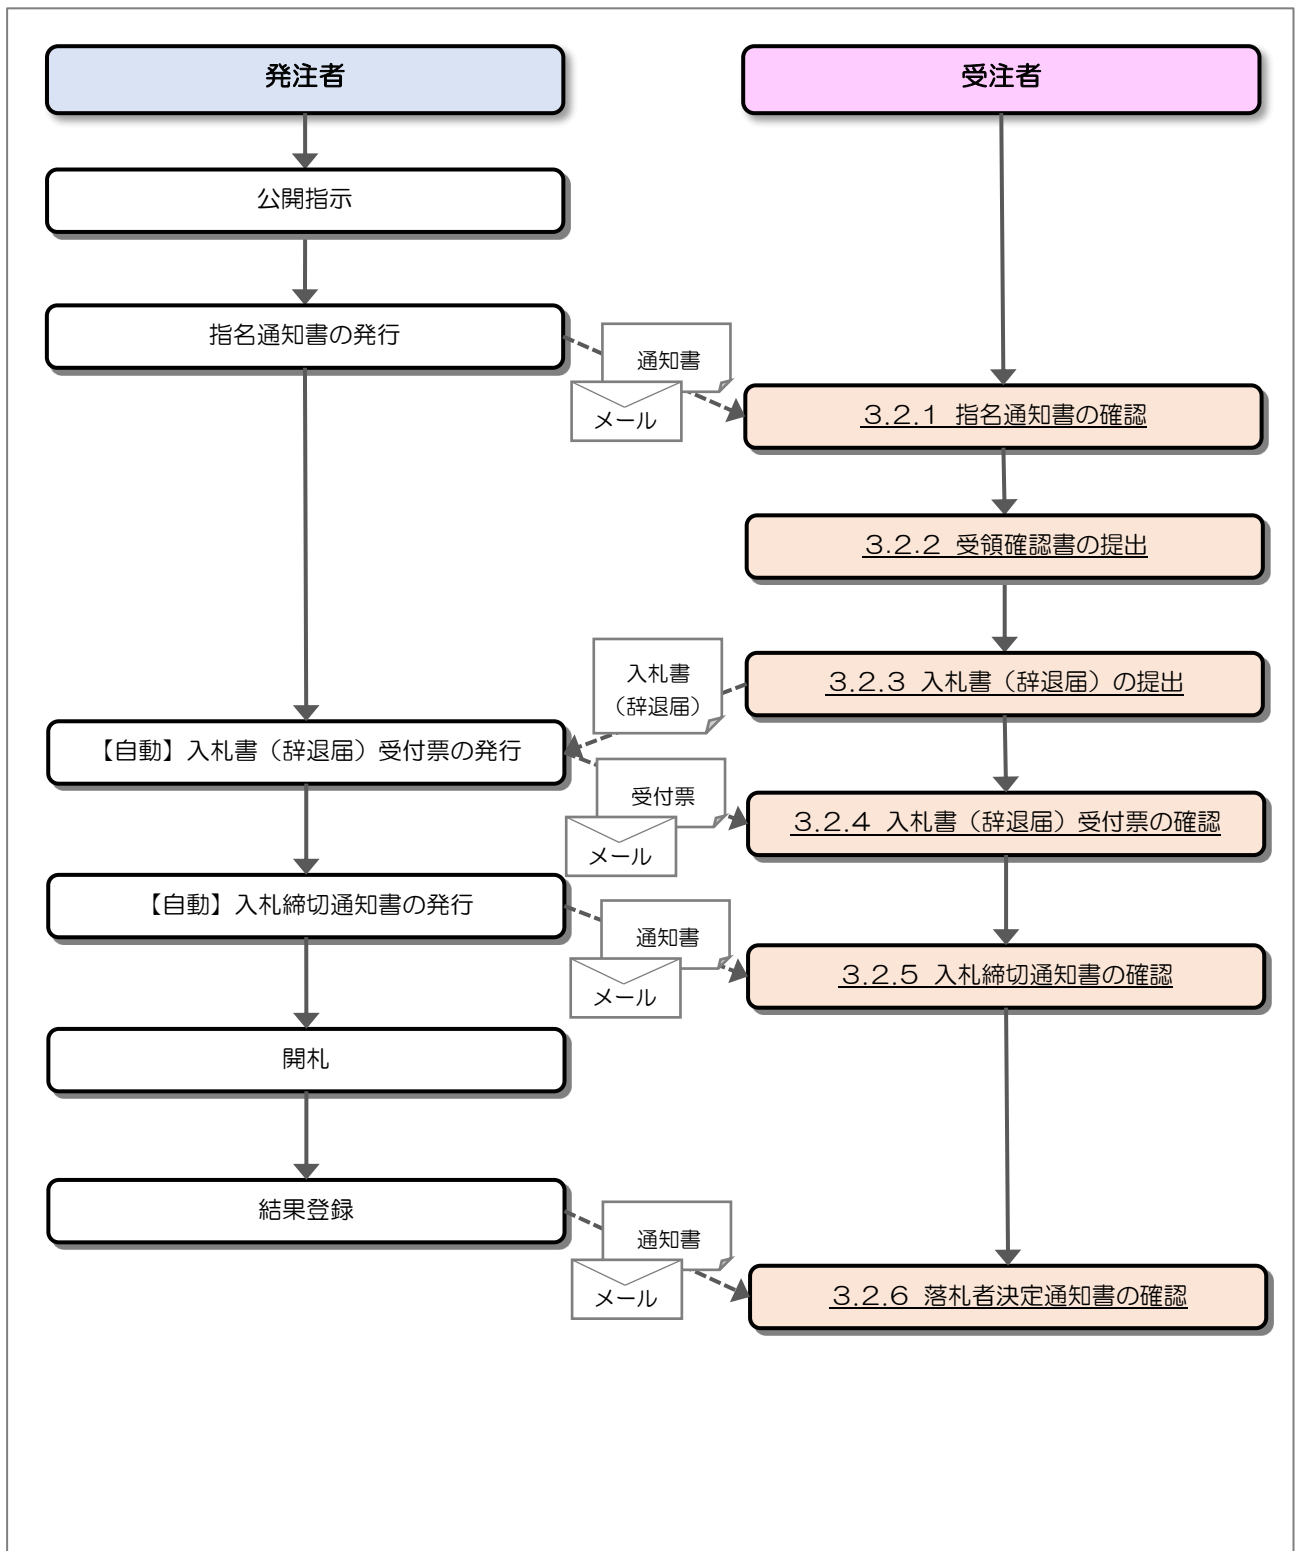 発注者
受注者
公開指示
指名通知書の発行
通知書
メール
3.2.1 指名通知書の確認
3.2.2 受領確認書の提出
入札書
（辞退届）
3.2.3 入札書（辞退届）の提出
【自動】入札書（辞退届）受付票の発行
受付票
メール
3.2.4 入札書（辞退届）受付票の確認
【自動】入札締切通知書の発行
通知書
メール
3.2.5 入札締切通知書の確認
開札
結果登録
通知書
メール
3.2.6 落札者決定通知書の確認